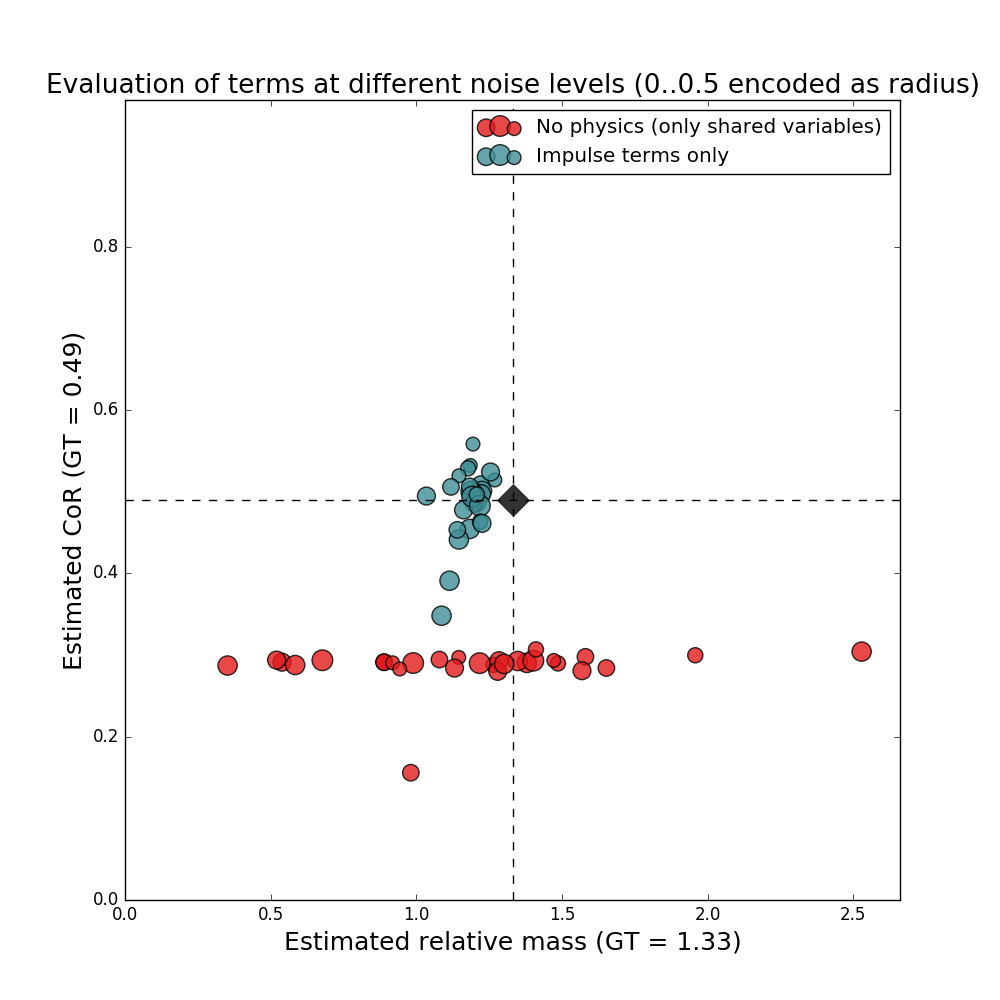 Evaluation of terms at different noise levels (0..0.5 encoded as radius)
No physics (only shared variables)
Impulse terms only
0.8
0.6
0.4
0.2
0.0
Estimated CoR (GT = 0.49)
0.0 0.5 1.0 1.5 2.0 2.5
Estimated relative mass (GT = 1.33)